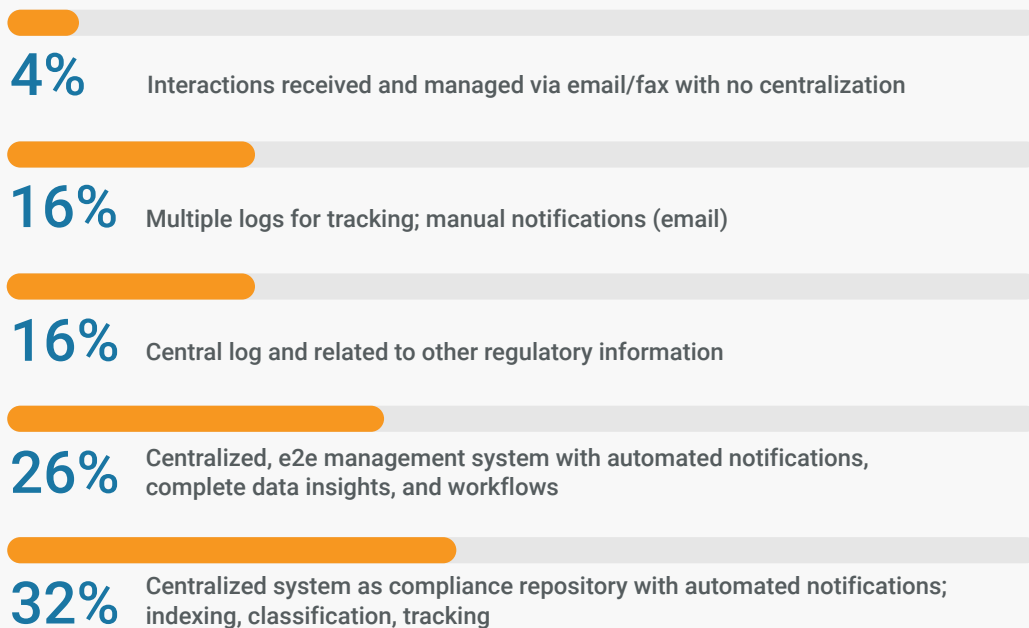 4%
Interactions received and managed via email/fax with no centralization
16%
Multiple logs for tracking; manual notifications (email)
16%
Central log and related to other regulatory information
26%
Centralized, e2e management system with automated notifications,
complete data insights, and workflows
32%
Centralized system as compliance repository with automated notifications;
indexing, classification, tracking